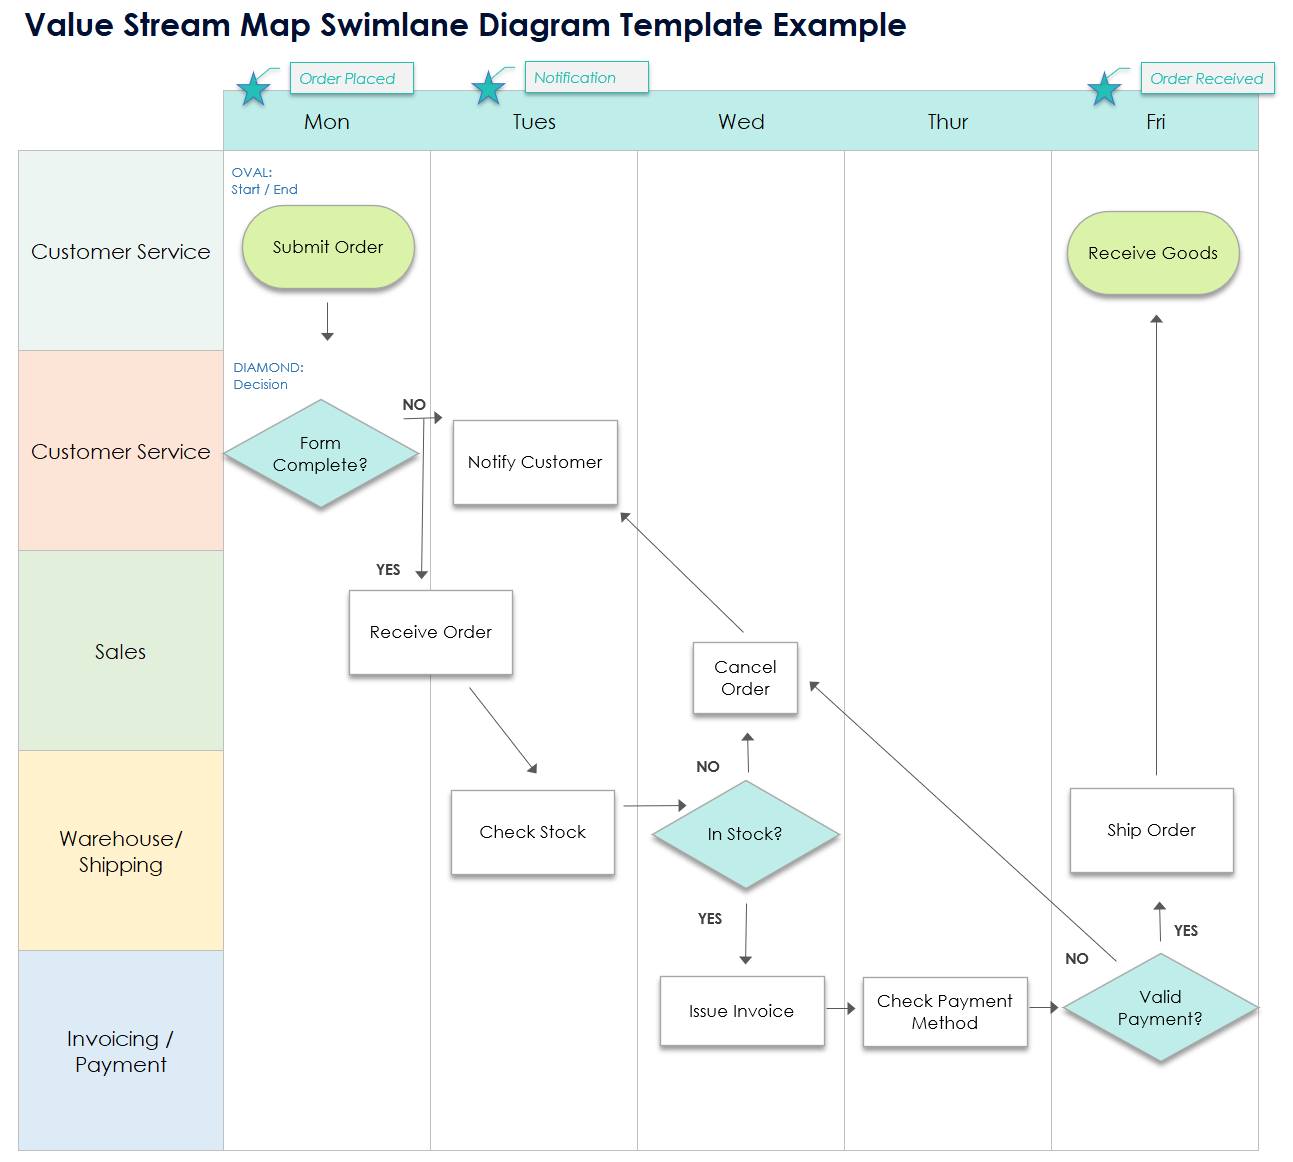 Value Stream Map Swimlane Diagram Template Example
Order Placed
Notification
Order Received
Mon
Tues
Wed
Thur
Fri
OVAL:
Start / End
Customer Service
Submit Order
Receive Goods
DIAMOND:
Decision
NO
Customer Service
Form
Complete?
Notify Customer
YES
Sales
Receive Order
Cancel
Order
NO
Warehouse/
Shipping
Check Stock
In Stock?
Ship Order
YES
YES
NO
Invoicing /
Payment
Issue Invoice
Check Payment
Method
Valid
Payment?